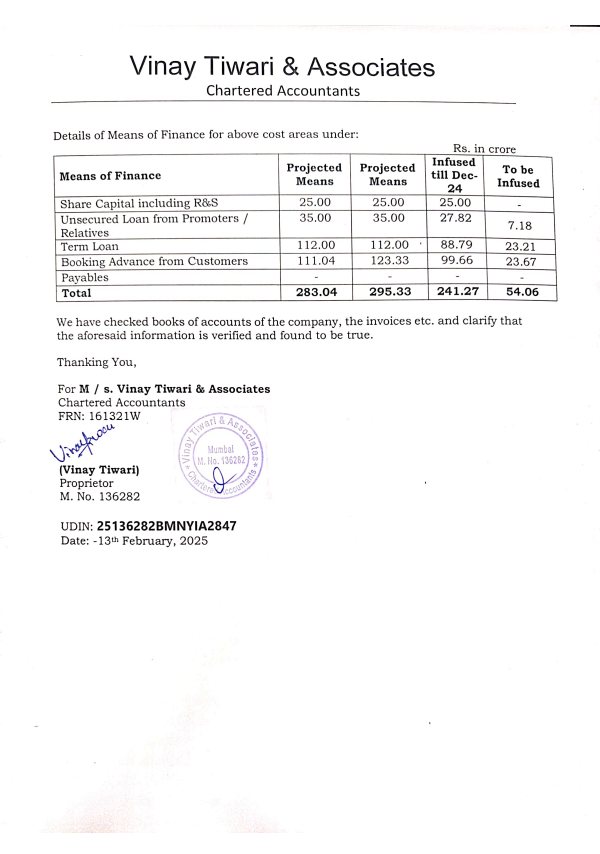 Vinay Tiwari & Associates
Chartered Accountants
Details of Means of Finance for above cost areas under:
Rs. in crore
Means of Finance Projected Means Projected Means Infused till Dec-24 To be Infused
Share Capital including R&S 25.00 25.00 25.00 -
Unsecured Loan from Promoters / Relatives 35.00 35.00 27.82 7.18
Term Loan 112.00 112.00 88.79 23.21
Booking Advance from Customers 111.04 123.33 99.66 23.67
Payables - - - -
Total 283.04 295.33 241.27 54.06
We have checked books of accounts of the company, the invoices etc. and clarify that
the aforesaid information is verified and found to be true.
Thanking You,
For M / s. Vinay Tiwari & Associates
Chartered Accountants
FRN: 161321W
(Vinay Tiwari)
Proprietor
M. No. 136282
Vinay Tiwari & Associates
Mumbai
M. No. 136282
Chartered Accountants
UDIN: 25136282BMNYIA2847
Date: -13th February, 2025